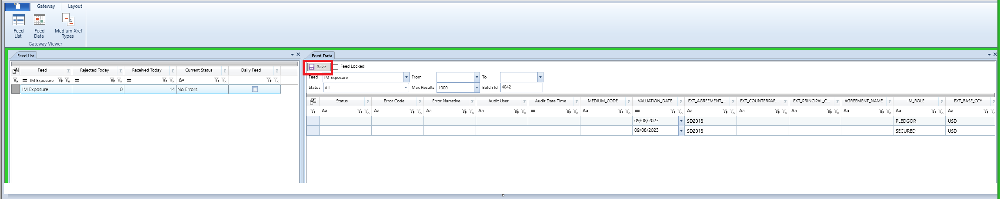 Gateway Layout
Feed List
Feed Data
Medium Xref Types
Gateway Viewer
Feed List
Feed Rejected Today Received Today Current Status Daily Feed
= IM Exposure = = Aa
IM Exposure 0 14 No Errors
Feed Data
Save Feed Locked
Feed IM Exposure From To
Status All Max Results 1000 Batch Id 4042
Status Error Code Error Narrative Audit User Audit Date Time MEDIUM_CODE VALUATION_DATE EXT_AGREEMENT_... EXT_COUNTERPAR... EXT_PRINCIPAL_C... AGREEMENT_NAME IM_ROLE EXT_BASE_CCY
Aa Aa Aa Aa = Aa = Aa Aa Aa Aa Aa Aa
09/08/2023 SD2018 PLEDGOR USD
09/08/2023 SD2018 SECURED USD